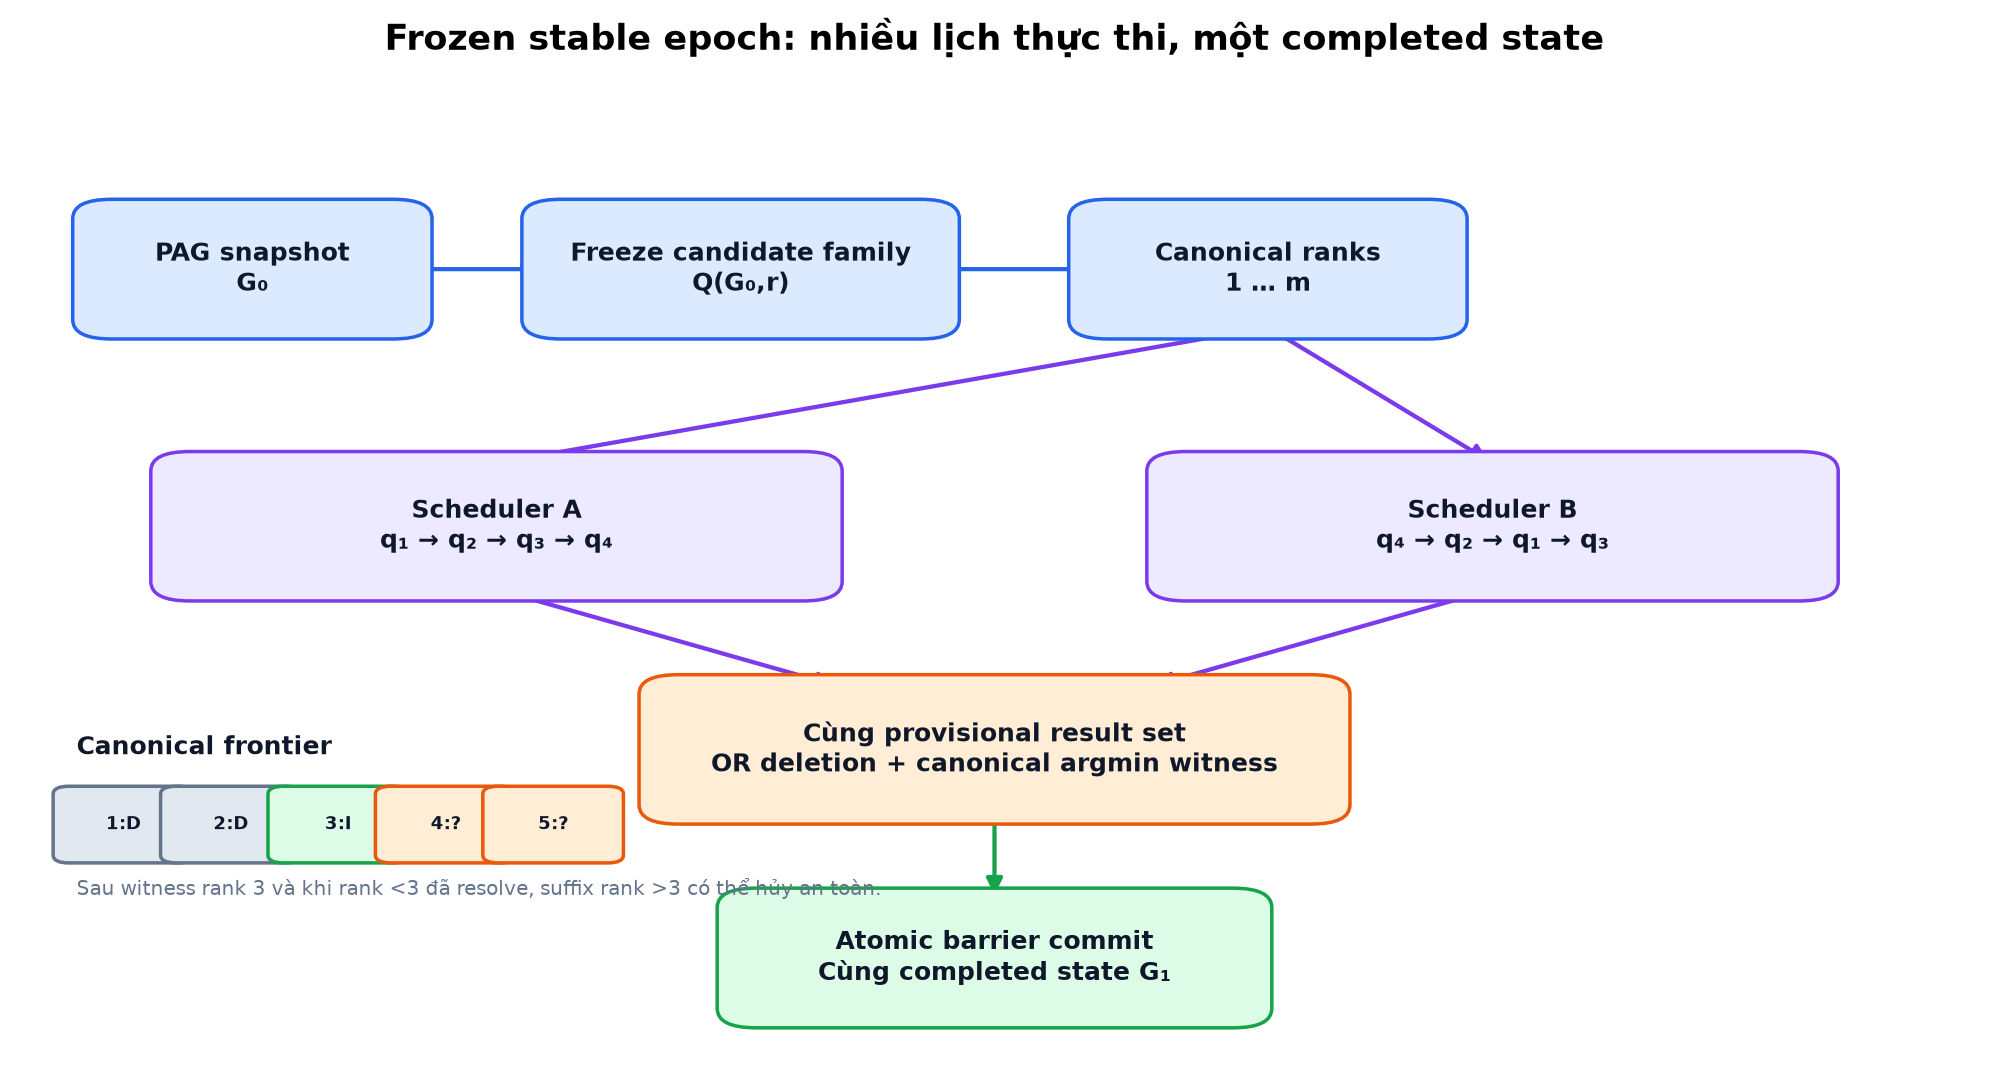 Frozen stable epoch: nhiều lịch thực thi, một completed state
PAG snapshot
G₀
Freeze candidate family
Q(G₀,r)
Canonical ranks
1 … m
Scheduler A
q₁ → q₂ → q₃ → q₄
Scheduler B
q₄ → q₂ → q₁ → q₃
Cùng provisional result set
OR deletion + canonical argmin witness
Canonical frontier
1:D
2:D
3:I
4:?
5:?
Sau witness rank 3 và khi rank <3 đã resolve, suffix rank >3 có thể hủy an toàn.
Atomic barrier commit
Cùng completed state G₁